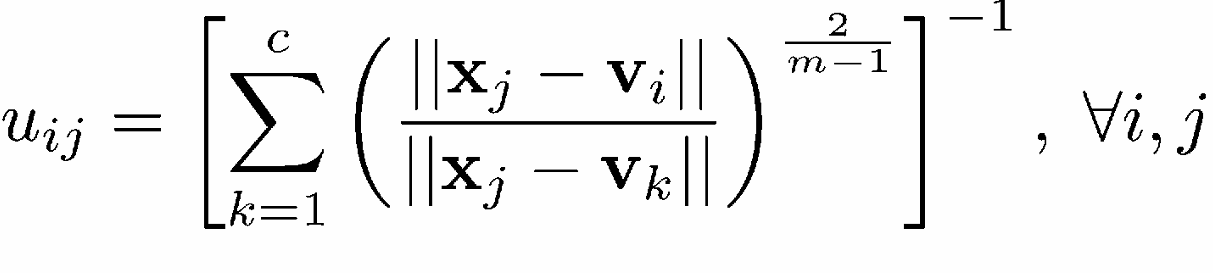 u_{ij} = \left[ \sum_{k=1}^{c} \left( \frac{||\mathbf{x}_j - \mathbf{v}_i||}{||\mathbf{x}_j - \mathbf{v}_k||} \right)^{\frac{2}{m-1}} \right]^{-1} , \; \forall i, j